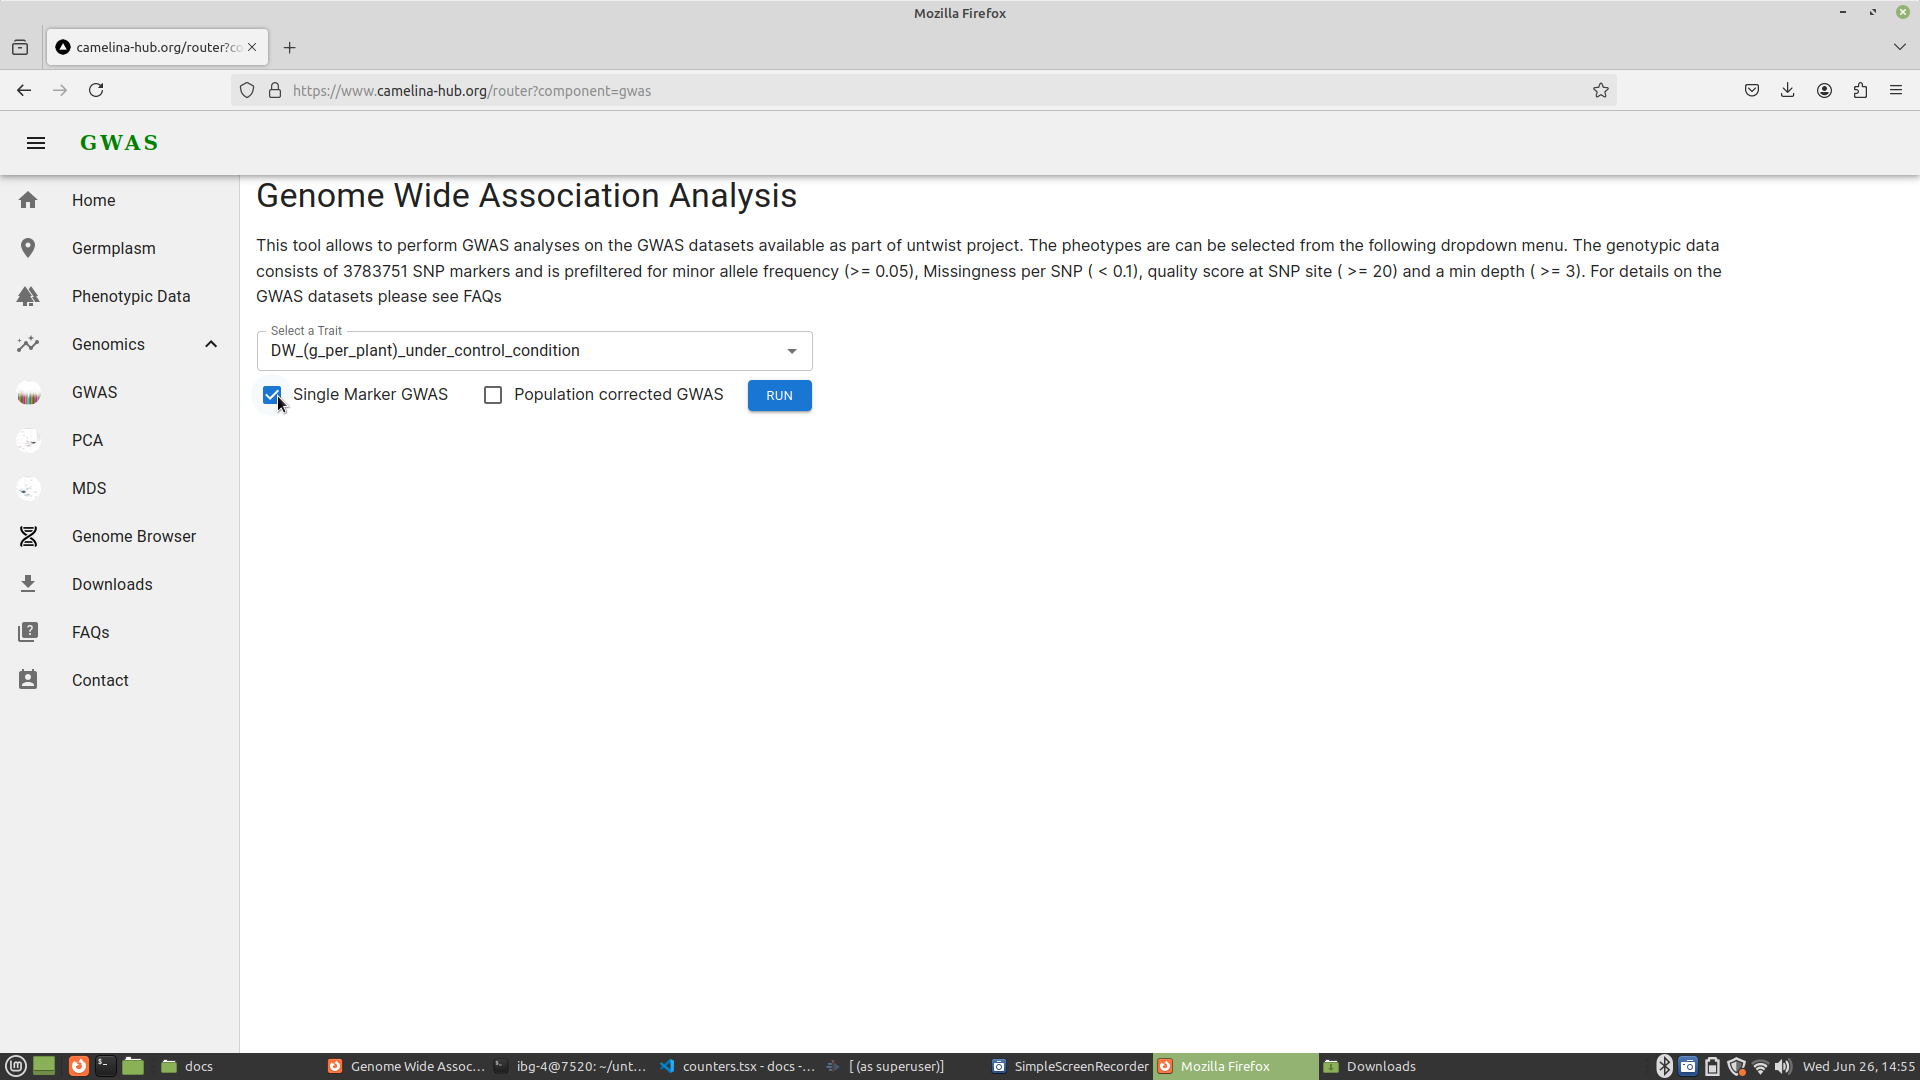 Mozilla Firefox
camelina-hub.org/router?co
https://www.camelina-hub.org/router?component=gwas
GWAS
Home
Germplasm
Phenotypic Data
Genomics
GWAS
PCA
MDS
Genome Browser
Downloads
FAQs
Contact
Genome Wide Association Analysis
This tool allows to perform GWAS analyses on the GWAS datasets available as part of untwist project. The pheotypes are can be selected from the following dropdown menu. The genotypic data
consists of 3783751 SNP markers and is prefiltered for minor allele frequency (>= 0.05), Missingness per SNP ( < 0.1), quality score at SNP site ( >= 20) and a min depth ( >= 3). For details on the
GWAS datasets please see FAQs
Select a Trait
DW_(g_per_plant)_under_control_condition
Single Marker GWAS
Population corrected GWAS
RUN
docs
Genome Wide Assoc...
ibg-4@7520: ~/unt...
counters.tsx - docs -...
[ (as superuser)]
SimpleScreenRecorder
Mozilla Firefox
Downloads
Wed Jun 26, 14:55